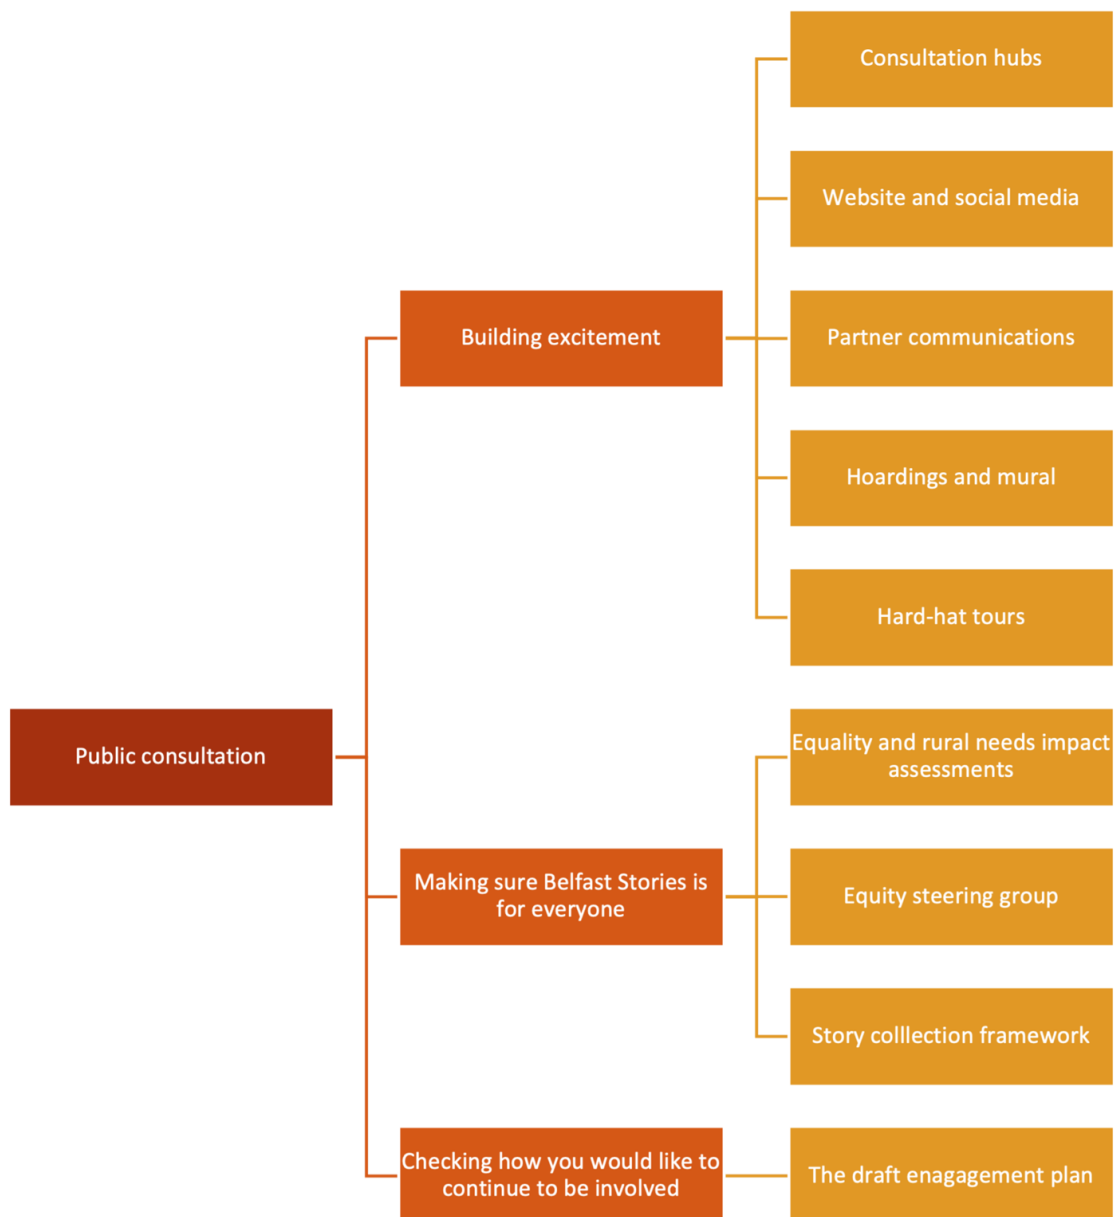 Public consultation
Building excitement
Consultation hubs
Website and social media
Partner communications
Hoardings and mural
Hard-hat tours
Making sure Belfast Stories is
for everyone
Equality and rural needs impact
assessments
Equity steering group
Story colllection framework
Checking how you would like to
continue to be involved
The draft enagagement plan